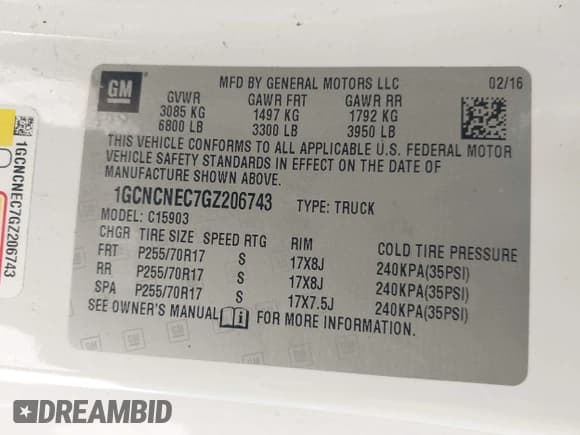 GM
MFD BY GENERAL MOTORS LLC 02/16
GVWR GAWR FRT GAWR RR
3085 KG 1497 KG 1792 KG
6800 LB 3300 LB 3950 LB
THIS VEHICLE CONFORMS TO ALL APPLICABLE U.S. FEDERAL MOTOR
VEHICLE SAFETY STANDARDS IN EFFECT ON THE DATE OF
MANUFACTURE SHOWN ABOVE.
1GCNCNEC7GZ206743 TYPE: TRUCK
MODEL: C15903
CHGR TIRE SIZE SPEED RTG RIM COLD TIRE PRESSURE
FRT P255/70R17 S 17X8J 240KPA(35PSI)
RR P255/70R17 S 17X8J 240KPA(35PSI)
SPA P255/70R17 S 17X7.5J 240KPA(35PSI)
SEE OWNER'S MANUAL FOR MORE INFORMATION.
1GCNCNEC7GZ206743
DREAMBID